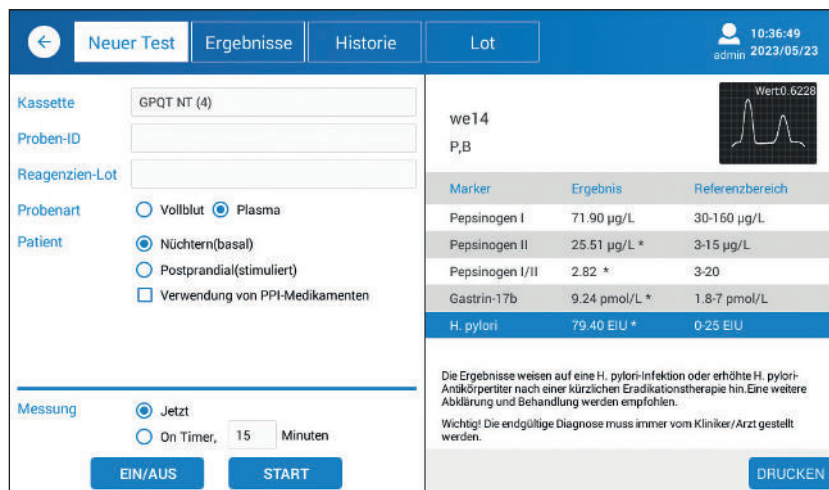 Neuer Test
Ergebnisse
Historie
Lot
admin
10:36:49
2023/05/23
Kassette
GPQT NT (4)
Proben-ID
Reagenzien-Lot
Probenart
Vollblut
Plasma
Patient
Nüchtern(basal)
Postprandial(stimuliert)
Verwendung von PPI-Medikamenten
Messung
Jetzt
On Timer, 15 Minuten
EIN/AUS
START
we14
P,B
Wert:0.6228
Marker Ergebnis Referenzbereich
Pepsinogen I 71.90 µg/L 30-160 µg/L
Pepsinogen II 25.51 µg/L * 3-15 µg/L
Pepsinogen I/II 2.82 * 3-20
Gastrin-17b 9.24 pmol/L * 1.8-7 pmol/L
H. pylori 79.40 EIU * 0-25 EIU
Die Ergebnisse weisen auf eine H. pylori-Infektion oder erhöhte H. pylori-
Antikörpertiter nach einer kürzlichen Eradikationstherapie hin.Eine weitere
Abklärung und Behandlung werden empfohlen.
Wichtig! Die endgültige Diagnose muss immer vom Kliniker/Arzt gestellt
werden.
DRUCKEN